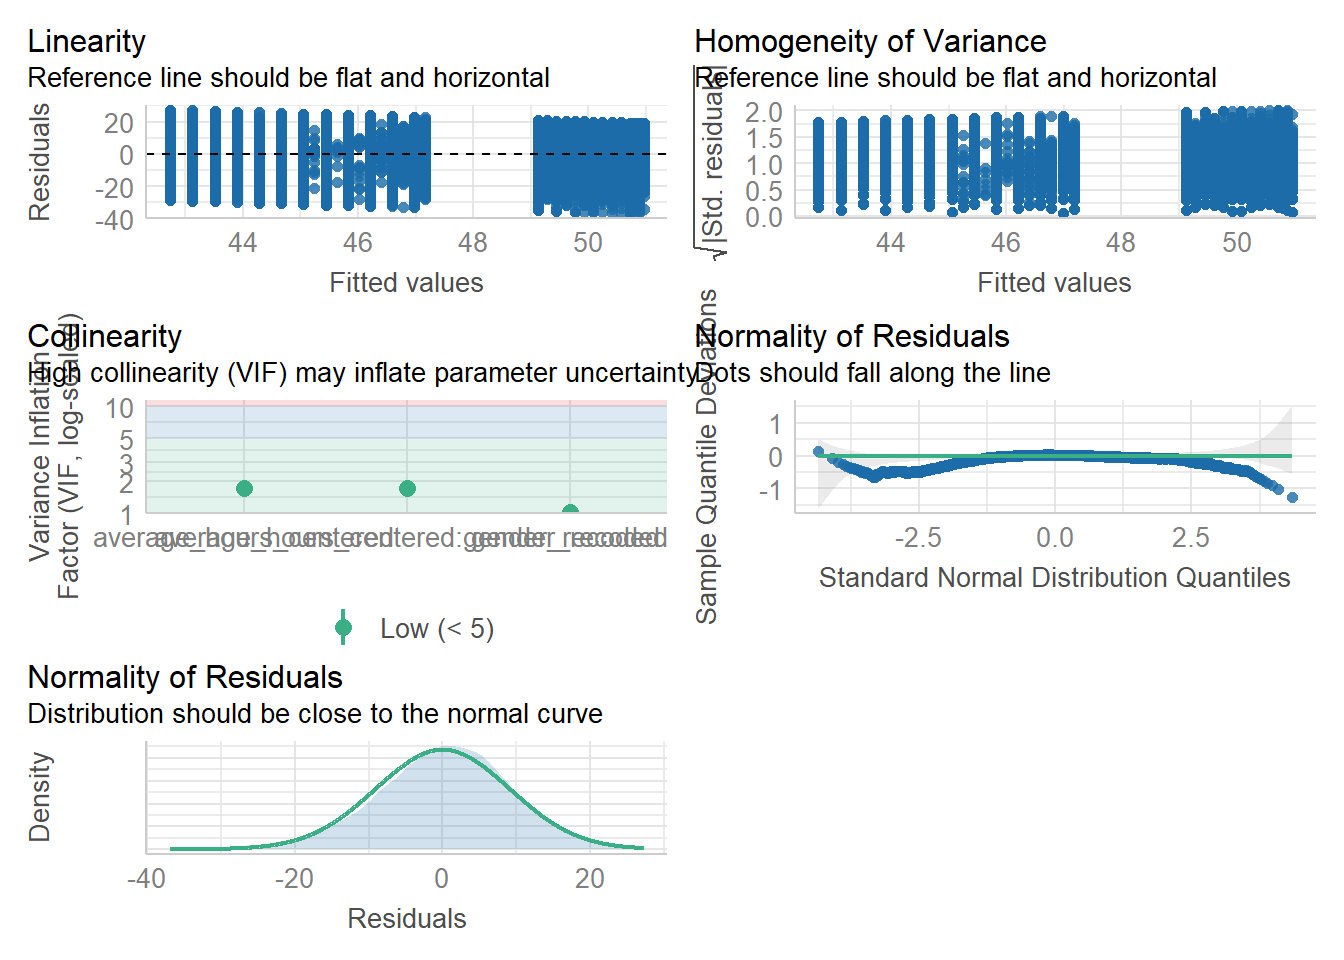 Linearity
Reference line should be flat and horizontal
Residuals
20
0
-20
-40
44
46
48
50
Fitted values
Homogeneity of Variance
Reference line should be flat and horizontal
√|Std. residuals|
2.0
1.5
1.0
0.5
0.0
44
46
48
50
Fitted values
Collinearity
High collinearity (VIF) may inflate parameter uncertainty
Variance Inflation
Factor (VIF, log-scaled)
10
5
3
2
1
gender_recoded
Low (< 5)
Normality of Residuals
Dots should fall along the line
Sample Quantile Deviations
1
0
-1
-2.5
0.0
2.5
Standard Normal Distribution Quantiles
Normality of Residuals
Distribution should be close to the normal curve
Density
-40
-20
0
20
Residuals